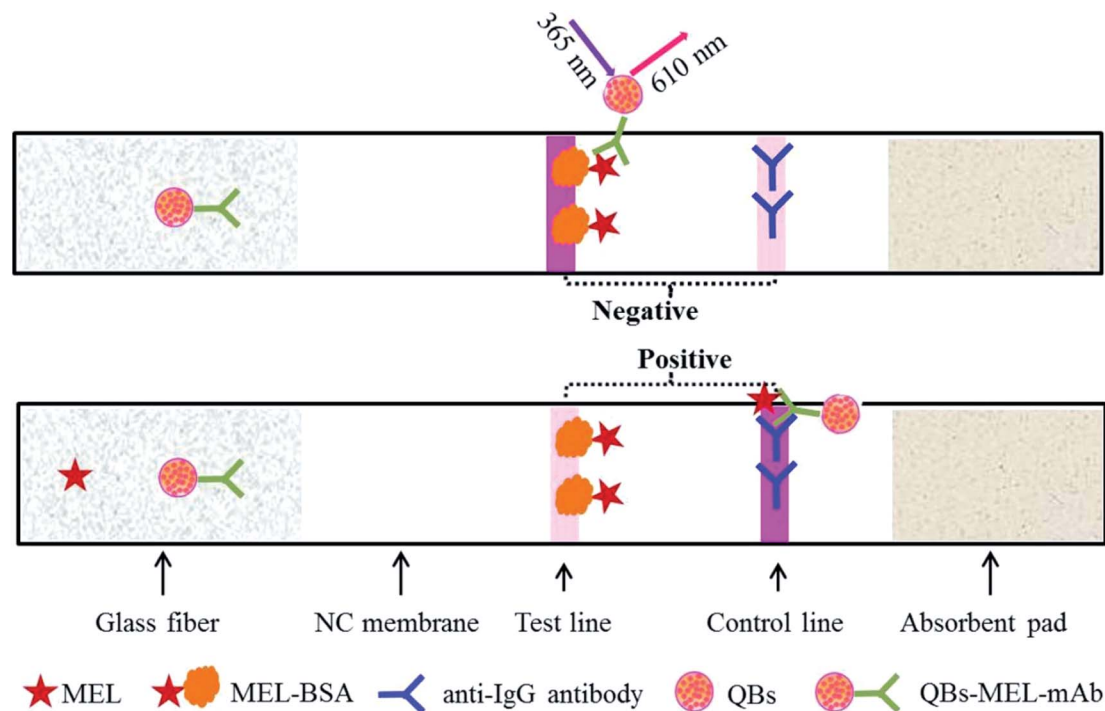 365 nm
610 nm
Negative
Positive
Glass fiber
NC membrane
Test line
Control line
Absorbent pad
MEL
MEL-BSA
anti-IgG antibody
QBs
QBs-MEL-mAb